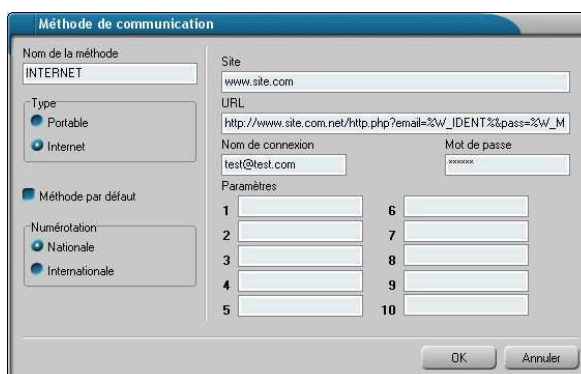 Méthode de communication
Nom de la méthode
INTERNET
Type
Portable
Internet
Méthode par défaut
Numérotation
Nationale
Internationale
Site
www.site.com
URL
http://www.site.com.net/http.php?email=%W_IDENT%&pass=%W_M
Nom de connexion
Mot de passe
test@test.com
××××××
Paramètres
1
2
3
4
5
6
7
8
9
10
OK
Annuler